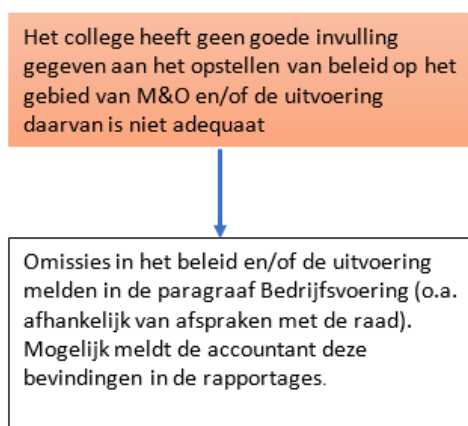 Het college heeft geen goede invulling
gegeven aan het opstellen van beleid op het
gebied van M&O en/of de uitvoering
daarvan is niet adequaat
Omissies in het beleid en/of de uitvoering
melden in de paragraaf Bedrijfsvoering (o.a.
afhankelijk van afspraken met de raad).
Mogelijk meldt de accountant deze
bevindingen in de rapportages.